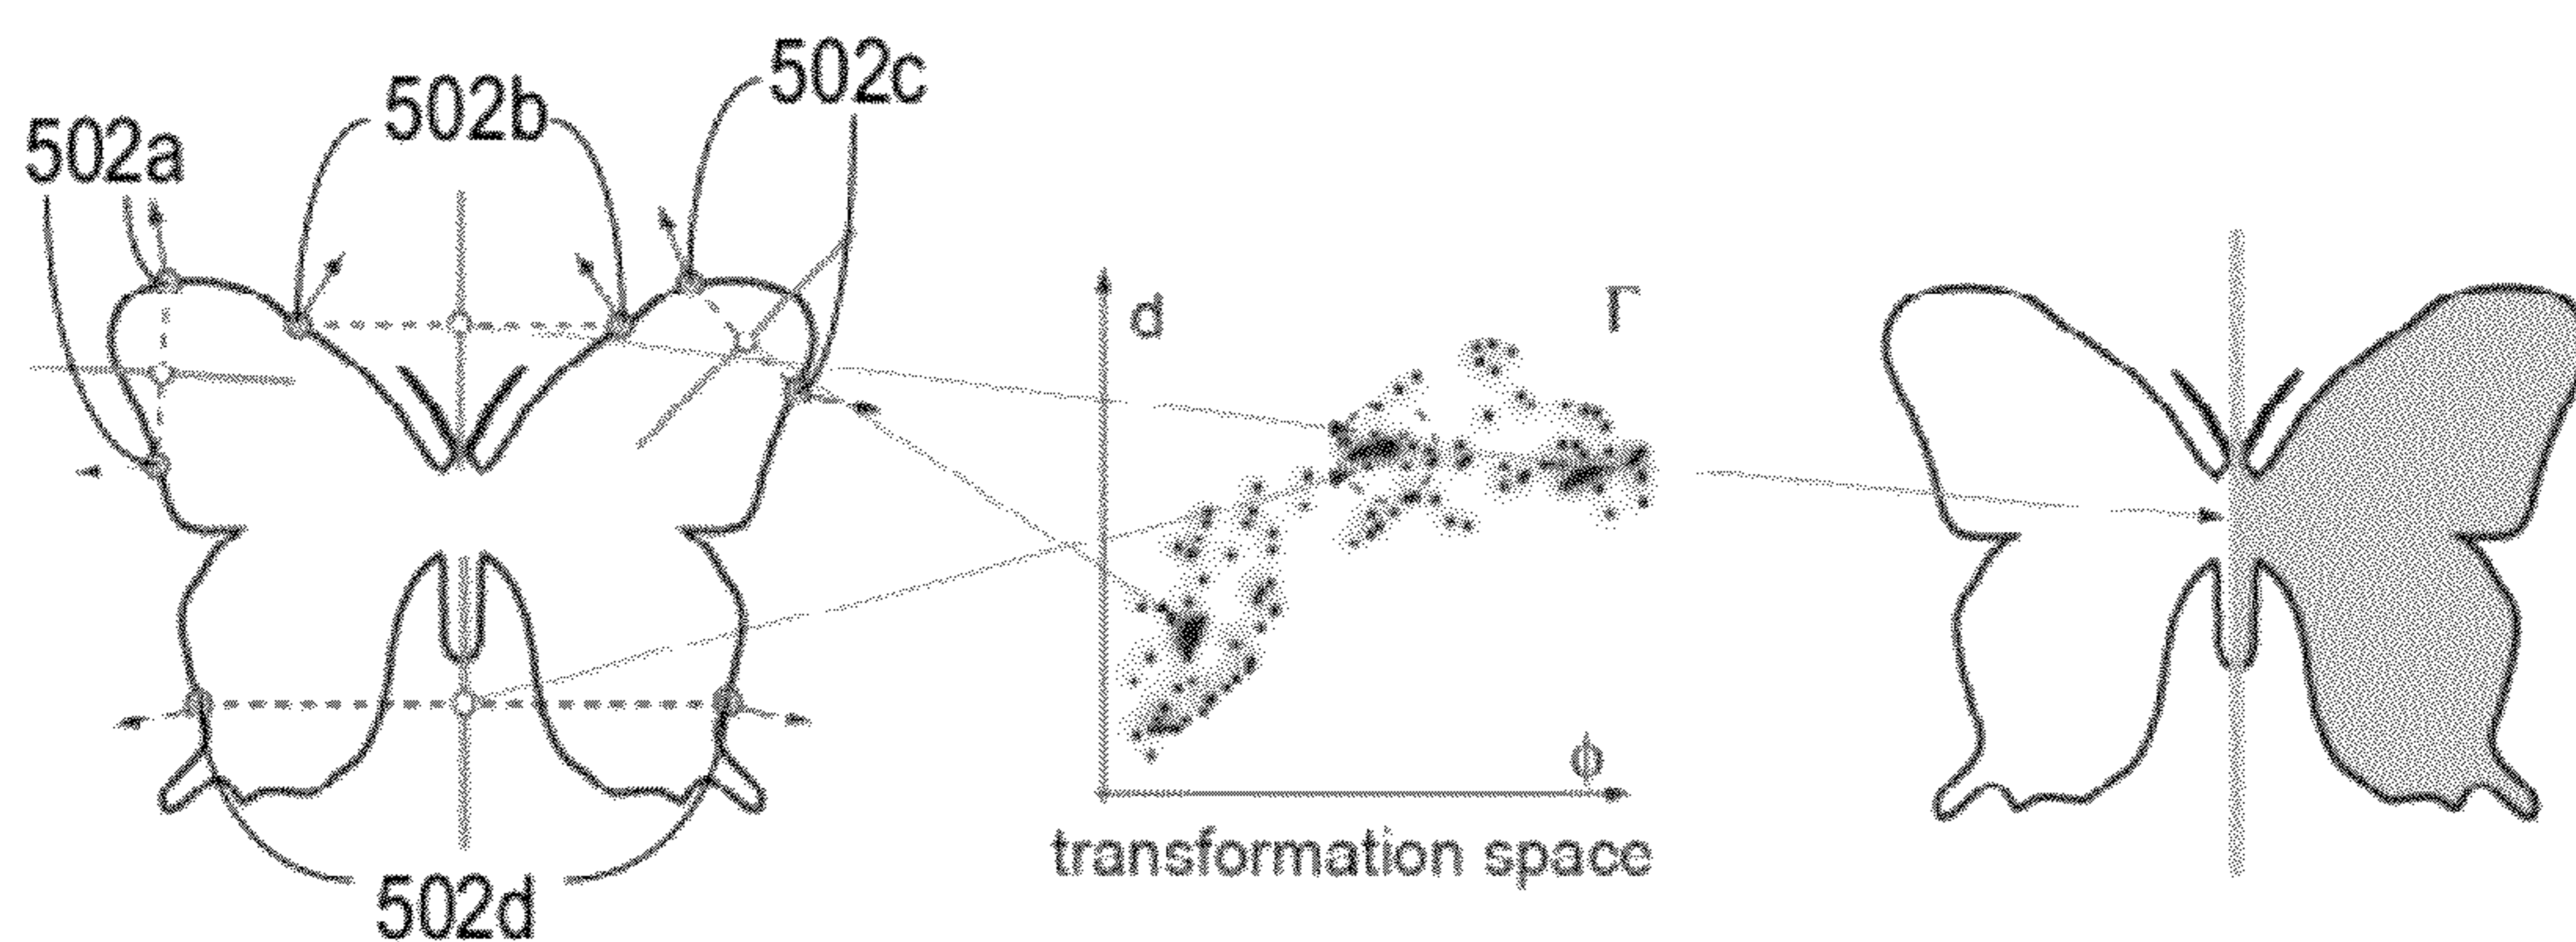 502a
502b
502c
d
Γ
ϕ
transformation space
502d